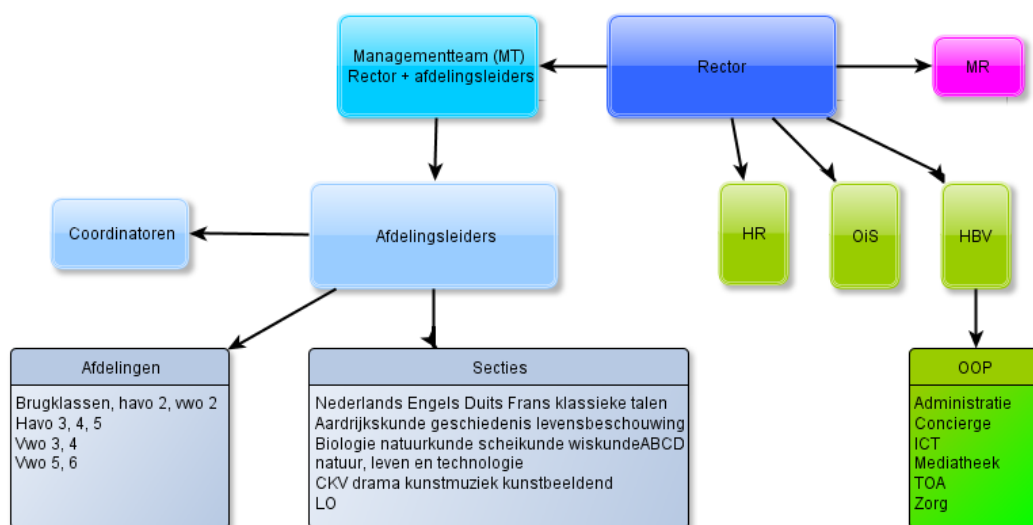 Managementteam (MT)
Rector + afdelingsleiders
Rector
MR
Coordinatoren
Afdelingsleiders
HR
OiS
HBV
Afdelingen
Brugklassen, havo 2, vwo 2
Havo 3, 4, 5
Vwo 3, 4
Vwo 5, 6
Secties
Nederlands Engels Duits Frans klassieke talen
Aardrijkskunde geschiedenis levensbeschouwing
Biologie natuurkunde scheikunde wiskundeABCD
natuur, leven en technologie
CKV drama kunstmuziek kunstbeeldend
LO
OOP
Administratie
Concierge
ICT
Mediatheek
TOA
Zorg